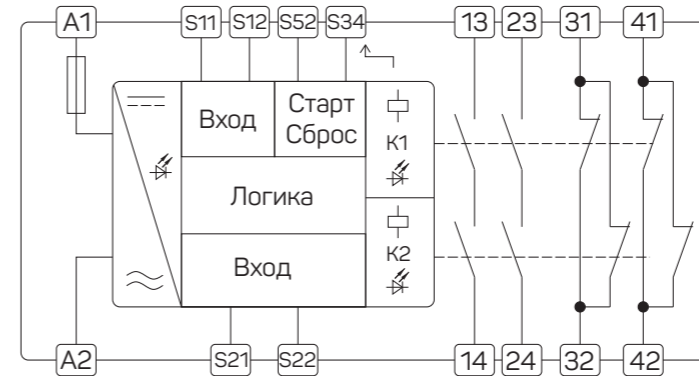 A1 S11 S12 S52 S34 13 23 31 41
Вход
Старт
Сброс
K1
Логика
K2
Вход
A2 S21 S22 14 24 32 42